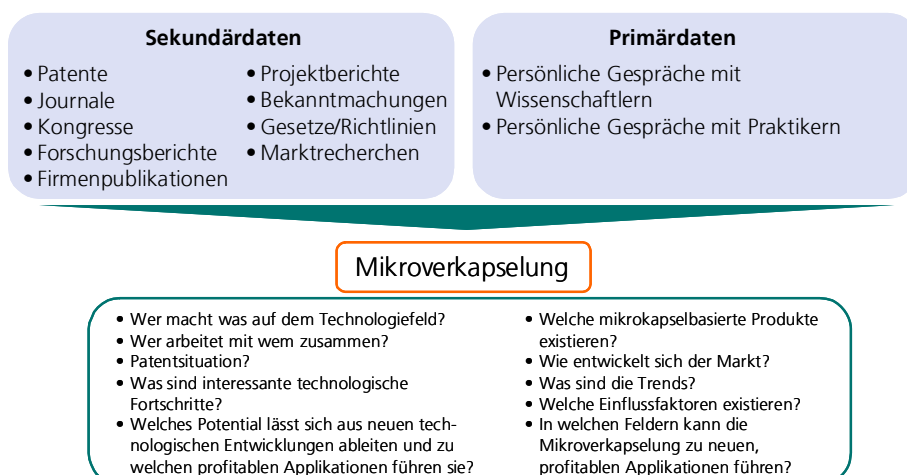 Sekundärdaten
• Patente
• Journale
• Kongresse
• Forschungsberichte
• Firmenpublikationen
• Projektberichte
• Bekanntmachungen
• Gesetze/Richtlinien
• Marktrecherchen
Primärdaten
• Persönliche Gespräche mit
Wissenschaftlern
• Persönliche Gespräche mit Praktikern
Mikroverkapselung
• Wer macht was auf dem Technologiefeld?
• Wer arbeitet mit wem zusammen?
• Patentsituation?
• Was sind interessante technologische
Fortschritte?
• Welches Potential lässt sich aus neuen tech-
nologischen Entwicklungen ableiten und zu
welchen profitablen Applikationen führen sie?
• Welche mikrokapselbasierte Produkte
existieren?
• Wie entwickelt sich der Markt?
• Was sind die Trends?
• Welche Einflussfaktoren existieren?
• In welchen Feldern kann die
Mikroverkapselung zu neuen,
profitablen Applikationen führen?